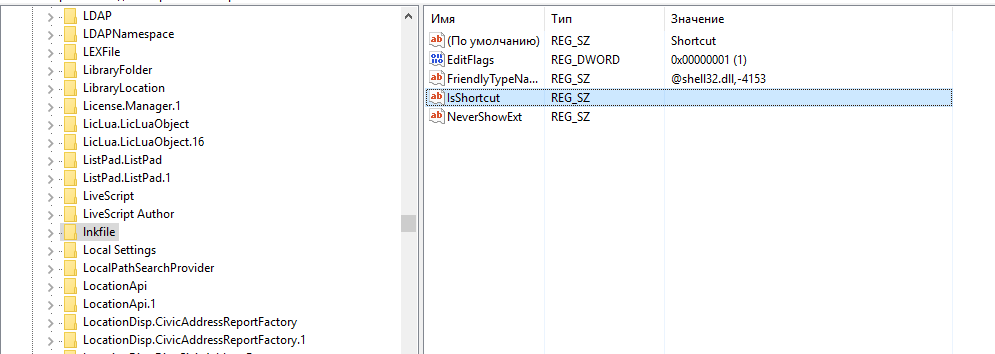 LDAP
LDAPNamespace
LEXFile
LibraryFolder
LibraryLocation
License.Manager.1
LicLua.LicLuaObject
LicLua.LicLuaObject.16
ListPad.ListPad
ListPad.ListPad.1
LiveScript
LiveScript Author
lnkfile
Local Settings
LocalPathSearchProvider
LocationApi
LocationApi.1
LocationDisp.CivicAddressReportFactory
LocationDisp.CivicAddressReportFactory.1
Имя Тип Значение
(По умолчанию) REG_SZ Shortcut
EditFlags REG_DWORD 0x00000001 (1)
FriendlyTypeNa... REG_SZ @shell32.dll,-4153
IsShortcut REG_SZ
NeverShowExt REG_SZ